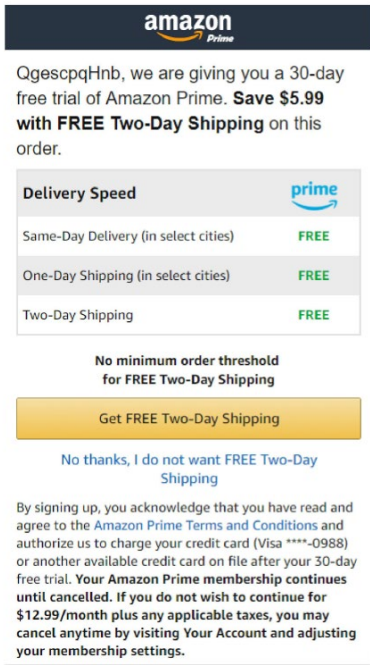 amazon
Prime
QgescpqHnb, we are giving you a 30-day
free trial of Amazon Prime. Save $5.99
with FREE Two-Day Shipping on this
order.
Delivery Speed prime
Same-Day Delivery (in select cities) FREE
One-Day Shipping (in select cities) FREE
Two-Day Shipping FREE
No minimum order threshold
for FREE Two-Day Shipping
Get FREE Two-Day Shipping
No thanks, I do not want FREE Two-Day
Shipping
By signing up, you acknowledge that you have read and
agree to the Amazon Prime Terms and Conditions and
authorize us to charge your credit card (Visa ****-0988)
or another available credit card on file after your 30-day
free trial. Your Amazon Prime membership continues
until cancelled. If you do not wish to continue for
$12.99/month plus any applicable taxes, you may
cancel anytime by visiting Your Account and adjusting
your membership settings.